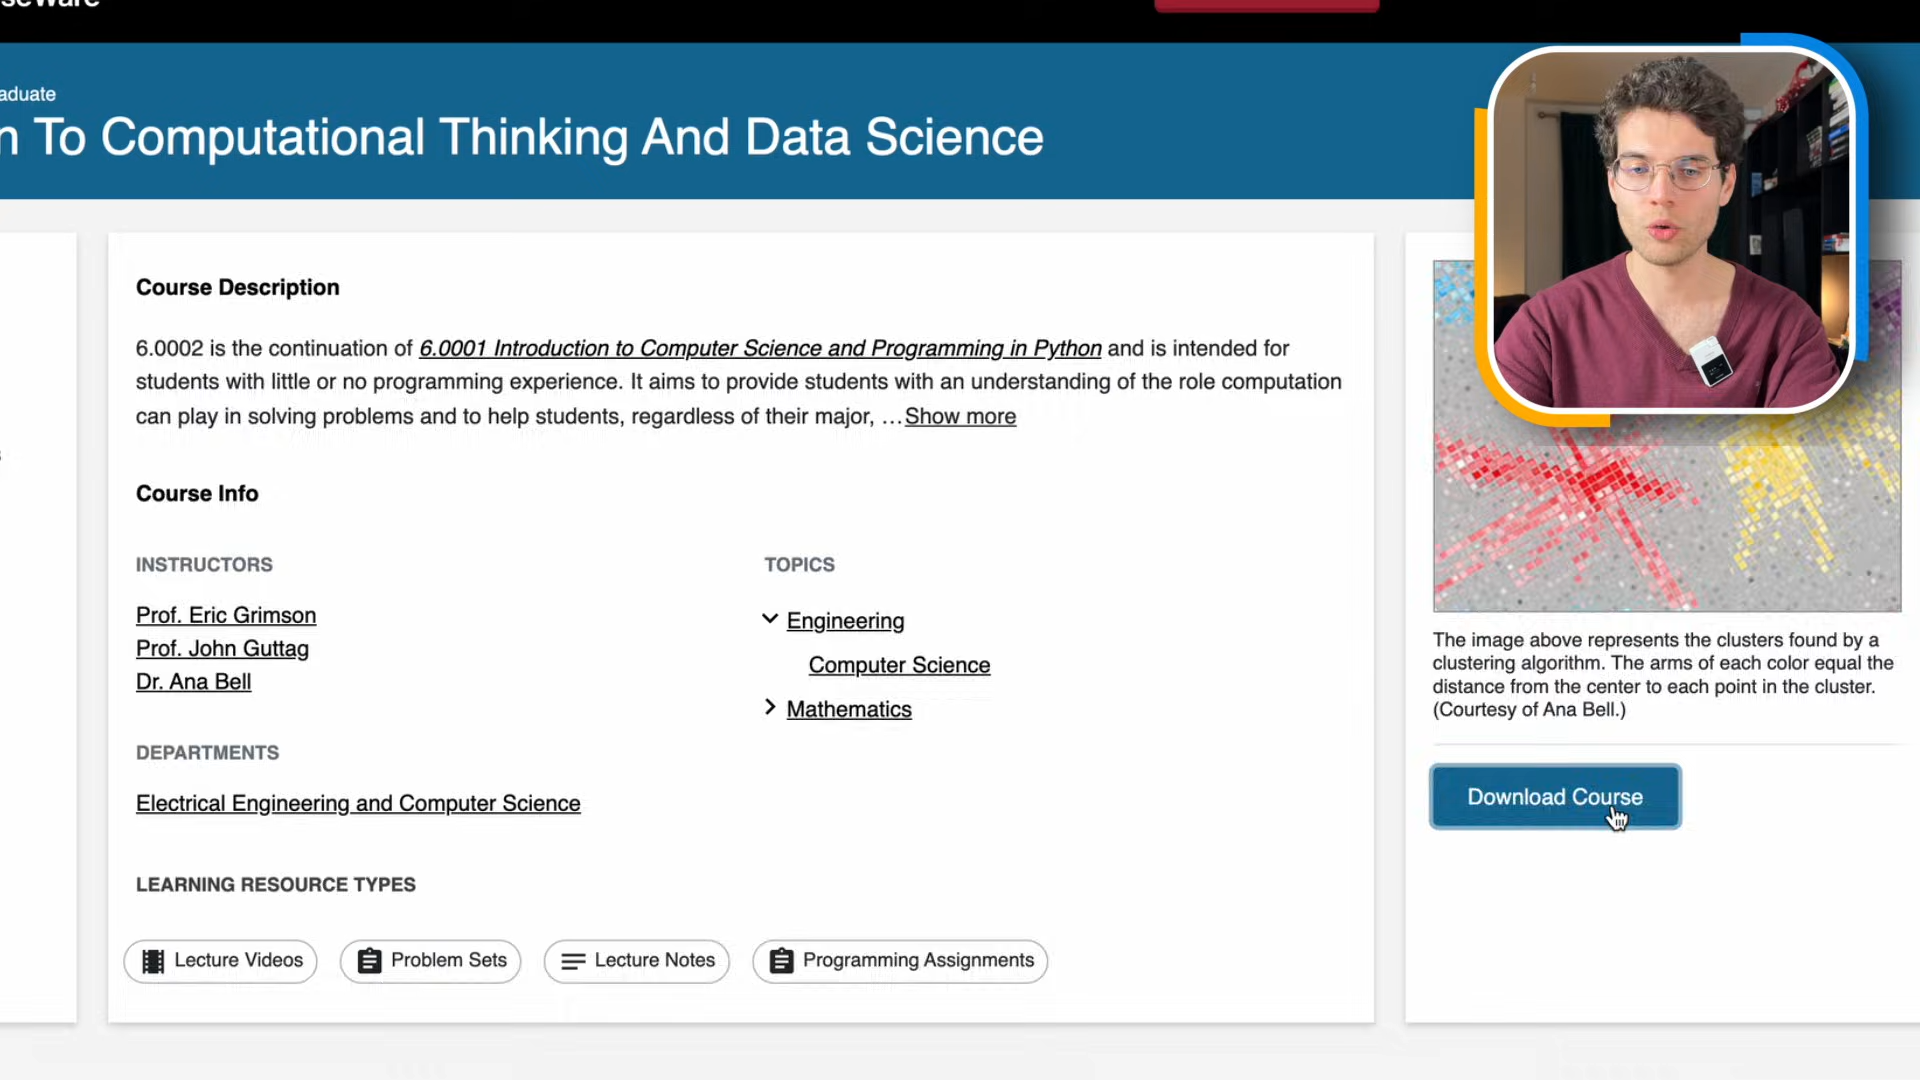 aduate
n To Computational Thinking And Data Science
Course Description
6.0002 is the continuation of 6.0001 Introduction to Computer Science and Programming in Python and is intended for
students with little or no programming experience. It aims to provide students with an understanding of the role computation
can play in solving problems and to help students, regardless of their major, …Show more
Course Info
INSTRUCTORS
Prof. Eric Grimson
Prof. John Guttag
Dr. Ana Bell
DEPARTMENTS
Electrical Engineering and Computer Science
TOPICS
Engineering
Computer Science
Mathematics
LEARNING RESOURCE TYPES
Lecture Videos
Problem Sets
Lecture Notes
Programming Assignments
The image above represents the clusters found by a
clustering algorithm. The arms of each color equal the
distance from the center to each point in the cluster.
(Courtesy of Ana Bell.)
Download Course